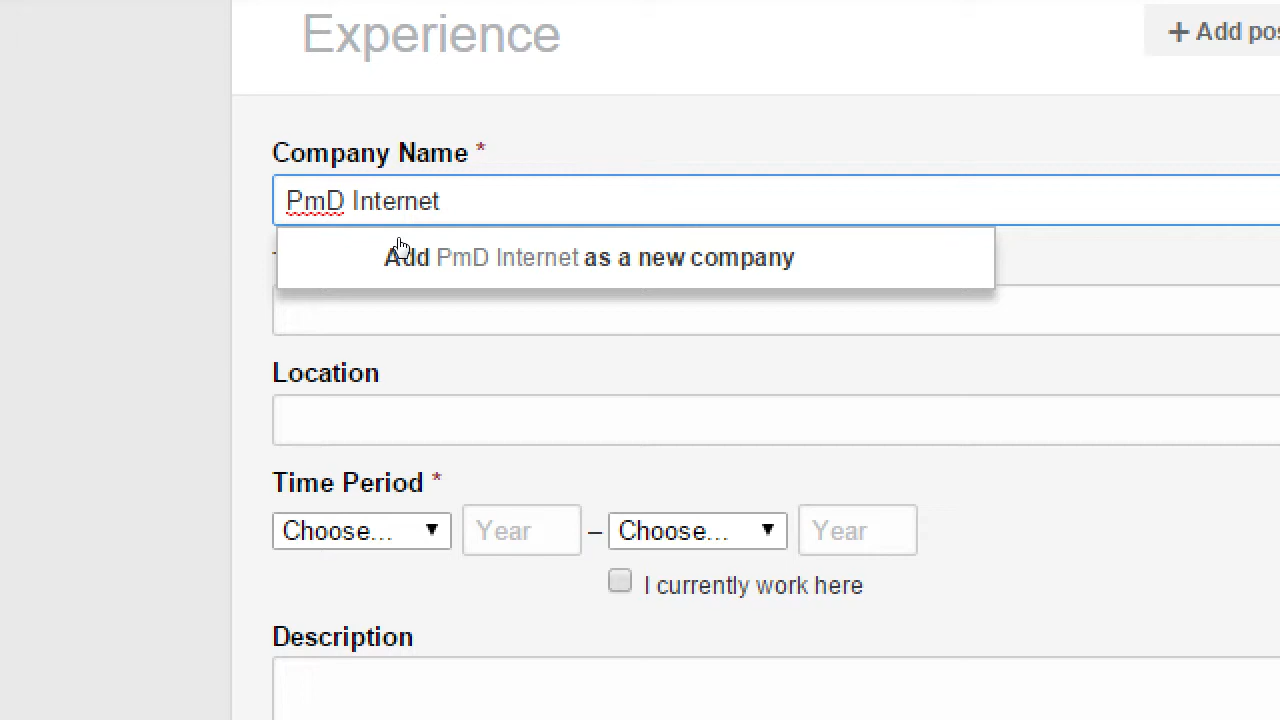 Experience
+ Add pos
Company Name *
PmD Internet
Add PmD Internet as a new company
Location
Time Period *
Choose... Year – Choose... Year
I currently work here
Description